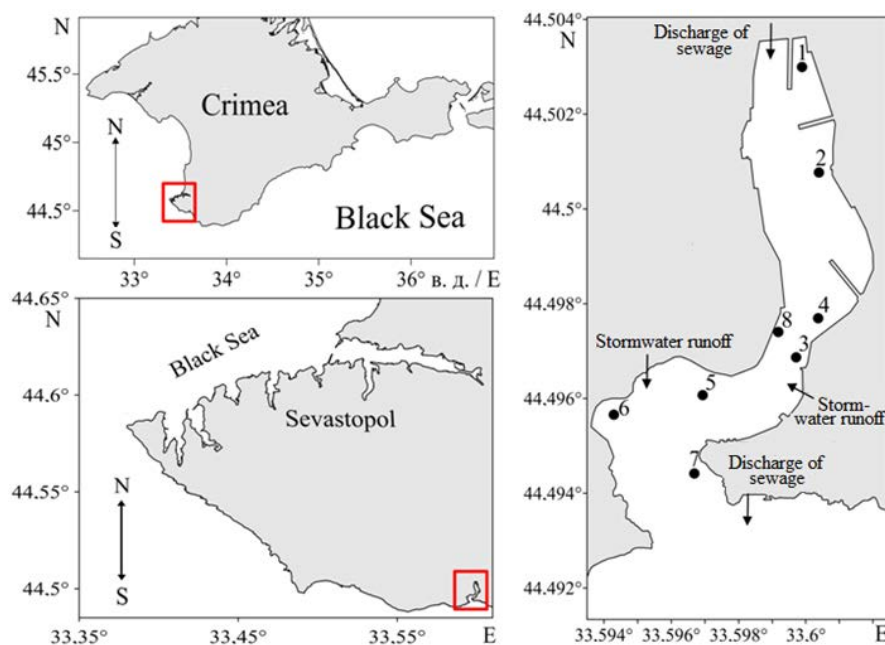 N
45.5°
45°
44.5°
N
S
Crimea
Black Sea
33°
34°
35°
36° в. д. / E
44.65°
N
44.6°
44.55°
44.5°
Black Sea
Sevastopol
N
S
33.35
33.45
33.55
E
44.504°
N
44.502°
44.5°
44.498°
44.496°
44.494°
44.492°
Discharge of
sewage
1
2
4
8
3
Stormwater runoff
5
6
Storm-
water runoff
7
Discharge of
sewage
33.594°
33.596°
33.598°
33.6°
E